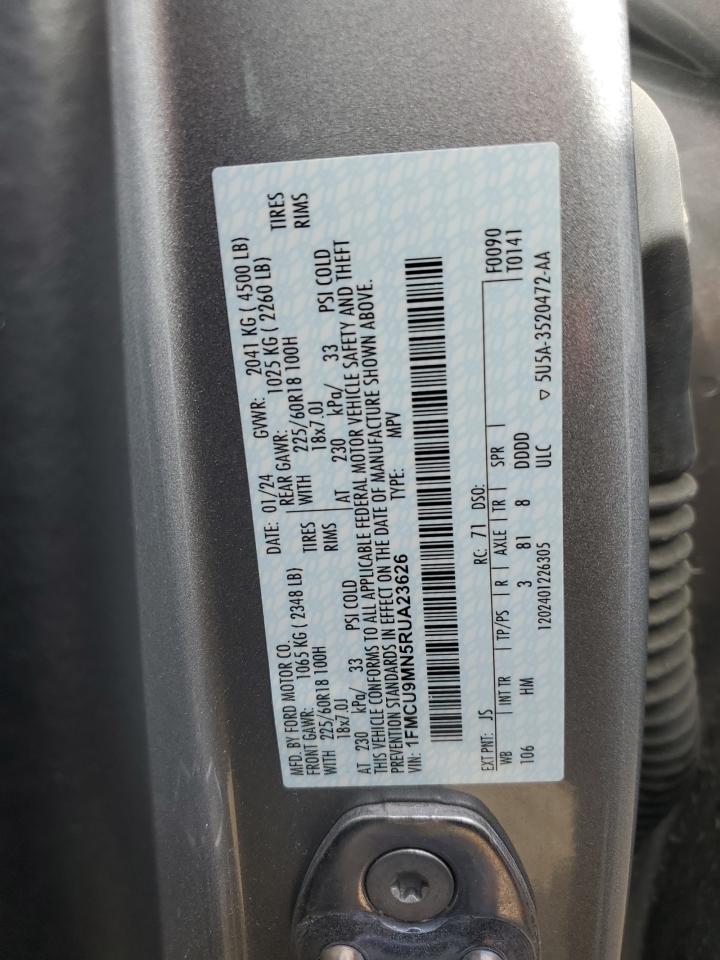 MFD. BY FORD MOTOR CO. DATE: 01/24 GVWR: 2041 KG ( 4500 LB)
FRONT GAWR: 1065 KG ( 2348 LB) REAR GAWR: 1025 KG ( 2260 LB)
WITH 225/60R18 100H TIRES WITH 225/60R18 100H TIRES
18x7.0J RIMS 18x7.0J RIMS
AT 230 kPa/ 33 PSI COLD AT 230 kPa/ 33 PSI COLD
THIS VEHICLE CONFORMS TO ALL APPLICABLE FEDERAL MOTOR VEHICLE SAFETY AND THEFT
PREVENTION STANDARDS IN EFFECT ON THE DATE OF MANUFACTURE SHOWN ABOVE.
VIN: 1FMCU9MN5RUA23626 TYPE: MPV
EXT PNT: JS RC: 71 DSO: F0090
WB INT TR TP/PS R AXLE TR SPR T0141
106 HM 3 81 8 DDDD
1202401226305 ULC ▽ 5U5A-3520472-AA